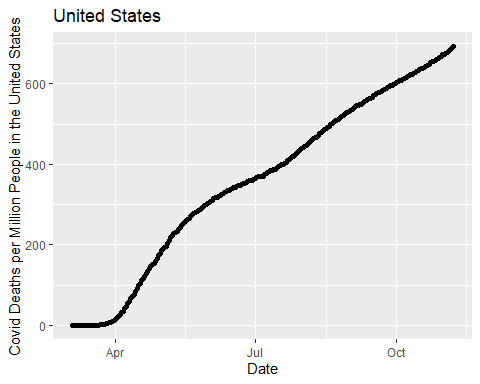 United States
Covid Deaths per Million People in the United States
600
400
200
0
Apr Jul Oct
Date